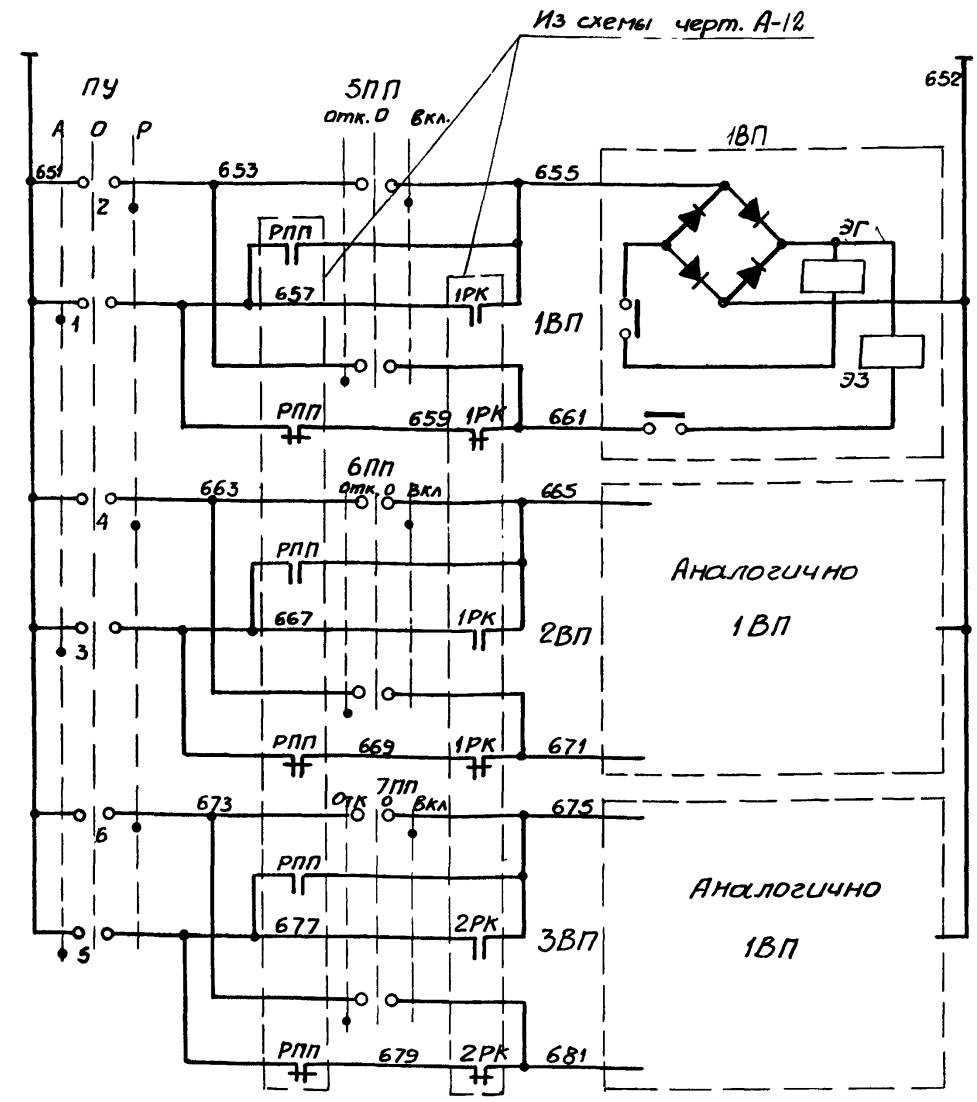 Из схемы черт. А-12
ПУ
5ПП
652
А О Р
отк. О Вкл.
1ВП
651
653
655
2
РПП
ЭГ
657
1РК
1
1ВП
ЭЗ
РПП
659
1РК
661
6ПП
663
отк. О Вкл
665
4
РПП
Аналогично
1ВП
667
1РК
2ВП
3
РПП
669
1РК
671
7ПП
673
Отк О Вкл
675
6
РПП
Аналогично
1ВП
677
2РК
3ВП
5
РПП
679
2РК
681